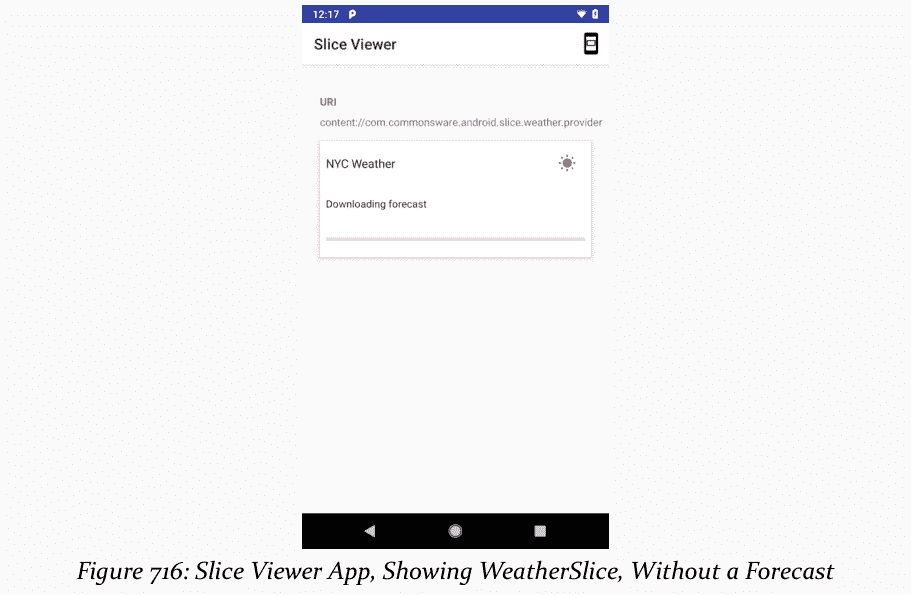 12:17
Slice Viewer
URI
content://com.commonsware.android.slice.weather.provider
NYC Weather
Downloading forecast
Figure 716: Slice Viewer App, Showing WeatherSlice, Without a Forecast